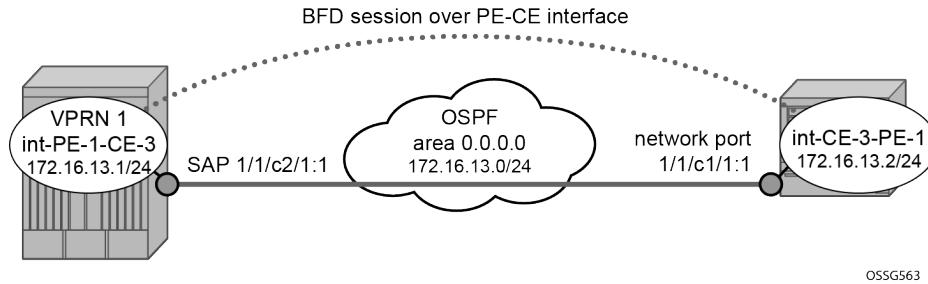 BFD session over PE-CE interface
VPRN 1
int-PE-1-CE-3
172.16.13.1/24
SAP 1/1/c2/1:1
OSPF
area 0.0.0.0
172.16.13.0/24
network port
1/1/c1/1:1
int-CE-3-PE-1
172.16.13.2/24
OSSG563